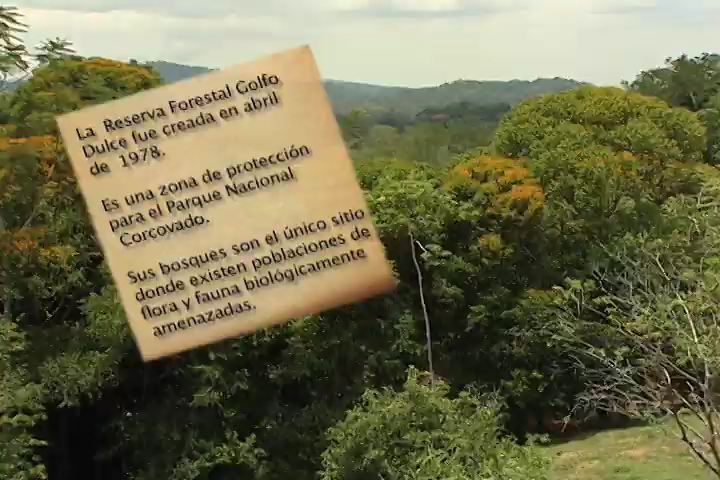 La Reserva Forestal Golfo
Dulce fue creada en abril
de 1978.
Es una zona de protección
para el Parque Nacional
Corcovado.
Sus bosques son el único sitio
donde existen poblaciones de
flora y fauna biológicamente
amenazadas.